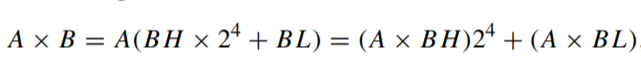 A × B = A(BH × 2⁴ + BL) = (A × BH)2⁴ + (A × BL).